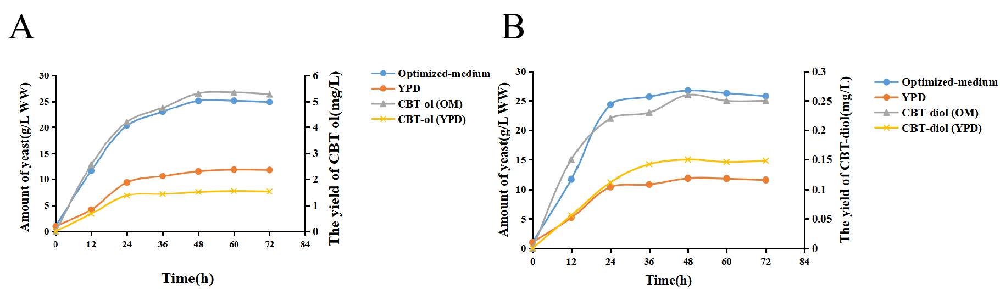 A
Amount of yeast(g/L WW)
30
25
20
15
10
5
0
0 12 24 36 48 60 72 84
Time(h)
6
5
4
3
2
1
0
The yield of CBT-ol(mg/L)
Optimized-medium
YPD
CBT-ol (OM)
CBT-ol (YPD)
B
Amount of yeast(g/L WW)
30
25
20
15
10
5
0
0 12 24 36 48 60 72 84
Time(h)
0.3
0.25
0.2
0.15
0.1
0.05
0
The yield of CBT-diol(mg/L)
Optimized-medium
YPD
CBT-diol (OM)
CBT-diol (YPD)